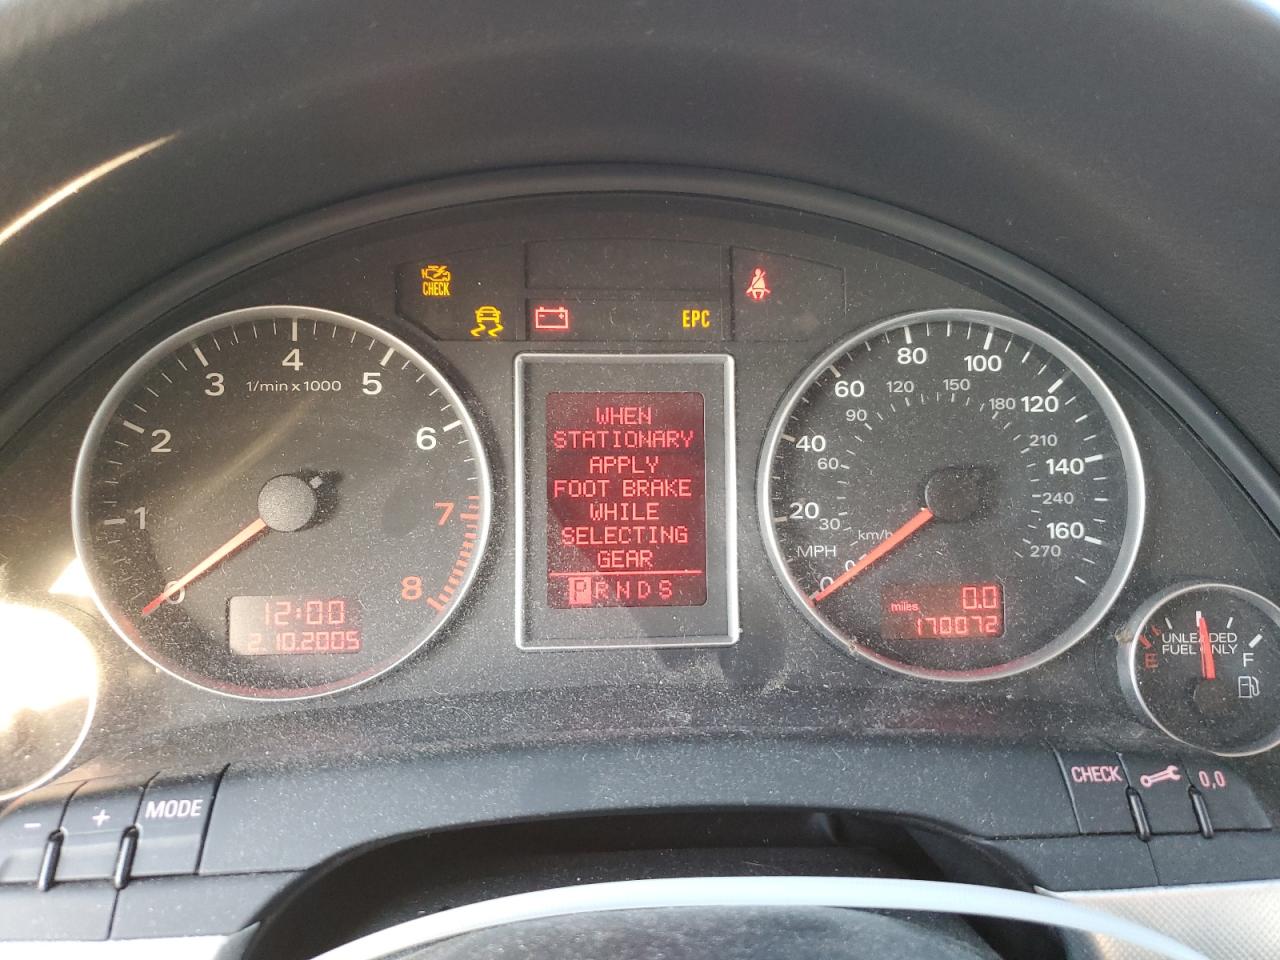 CHECK
EPC
1/min x 1000
0
1
2
3
4
5
6
7
8
12:00
2.10.2005
WHEN
STATIONARY
APPLY
FOOT BRAKE
WHILE
SELECTING
GEAR
PRNDS
MPH
0
20
40
60
80
100
120
140
160
km/h
0
30
60
90
120
150
180
210
240
270
0.0
miles
170072
UNLEADED
FUEL ONLY
E
F
- + MODE
CHECK 0,0